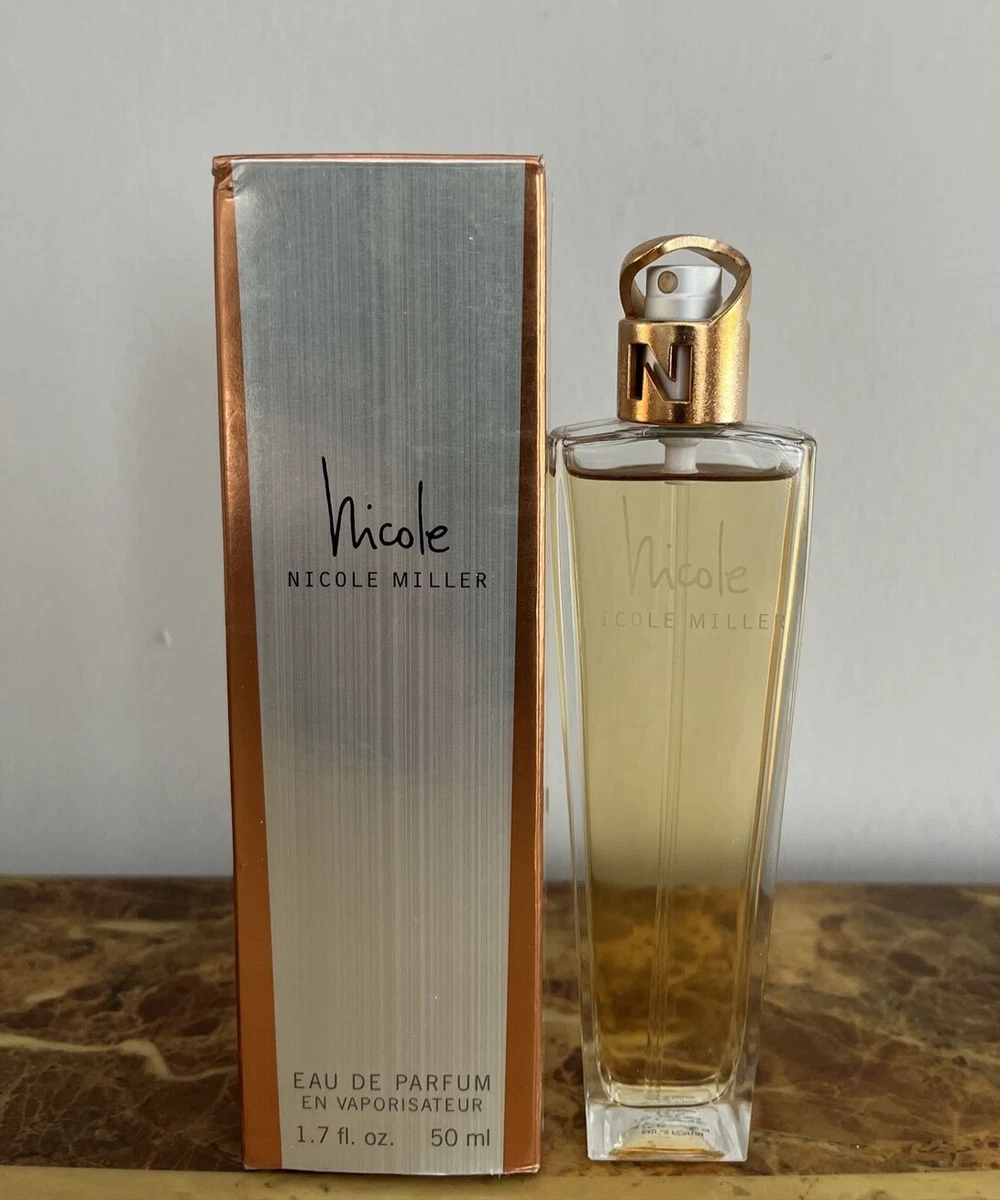 Nicole
NICOLE MILLER
EAU DE PARFUM
EN VAPORISATEUR
1.7 fl. oz. 50 ml
N
Nicole
NICOLE MILLER